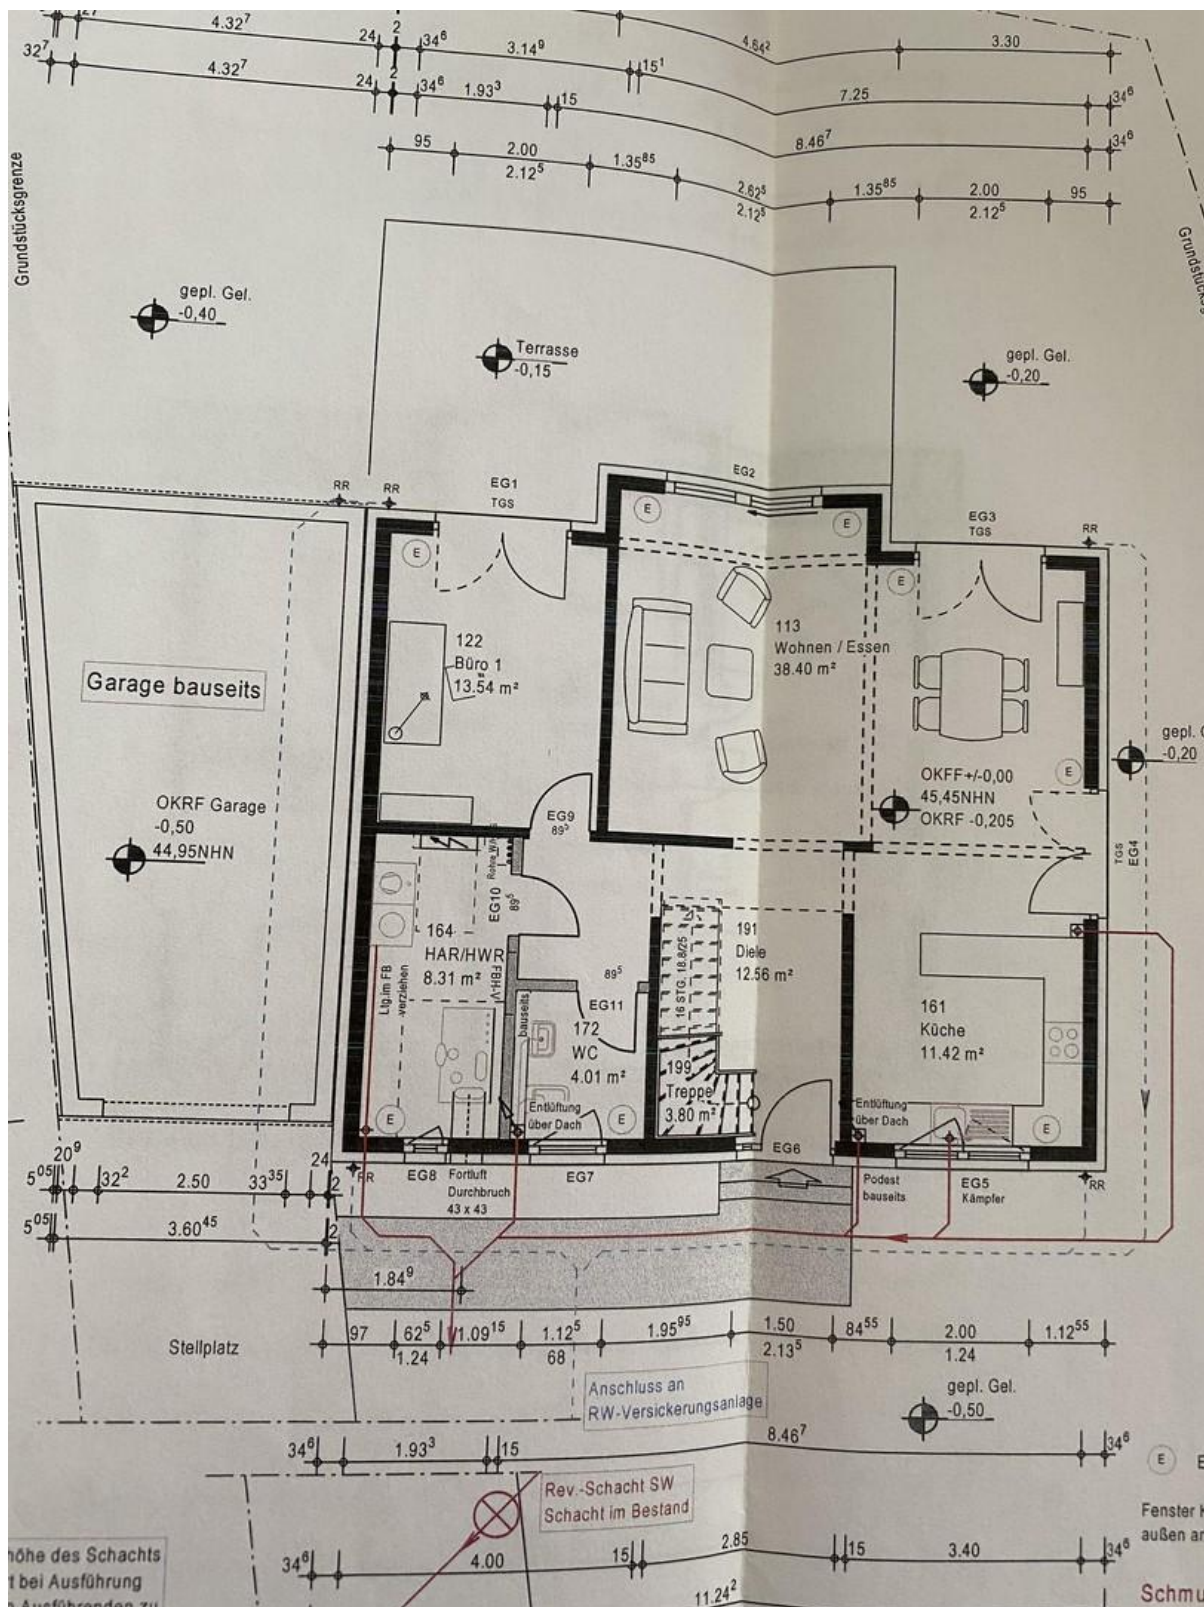 4.32⁷
24
2
34⁶
3.14⁹
15¹
4.64²
3.30
32⁷
4.32⁷
24
2
34⁶
1.93³
15
7.25
34⁶
8.46⁷
34⁶
95
2.00
2.12⁵
1.35⁸⁵
2.62⁵
2.12⁵
1.35⁸⁵
2.00
2.12⁵
95
Grundstücksgrenze
gepl. Gel.
-0,40
Terrasse
-0,15
gepl. Gel.
-0,20
RR
RR
EG1
TGS
EG2
EG3
TGS
RR
E
E
E
E
Garage bauseits
122
Büro 1
13.54 m²
113
Wohnen / Essen
38.40 m²
gepl.
-0,20
OKRF Garage
-0,50
44,95NHN
OKFF+/-0,00
45,45NHN
OKRF -0,205
E
EG9
89⁵
TGS
EG4
EG10
89⁵
164
HAR/HWR
8.31 m²
Ltg.im FB
verziehen
FBH-V.
bauseits
89⁵
EG11
172
WC
4.01 m²
16 STG. 18.8/25
191
Diele
12.56 m²
161
Küche
11.42 m²
199
Treppe
3.80 m²
Entlüftung
über Dach
Entlüftung
über Dach
E
E
E
RR
EG8
Fortluft
Durchbruch
43 x 43
EG7
EG6
Podest
bauseits
EG5
Kämpfer
RR
5⁰⁵
20⁹
32²
2.50
33³⁵
24
2
5⁰⁵
3.60⁴⁵
2
1.84⁹
97
62⁵
1.24
1.09¹⁵
1.12⁵
68
1.95⁹⁵
1.50
2.13⁵
84⁵⁵
2.00
1.24
1.12⁵⁵
Stellplatz
Anschluss an
RW-Versickerungsanlage
gepl. Gel.
-0,50
34⁶
1.93³
15
8.46⁷
34⁶
E
Rev.-Schacht SW
Schacht im Bestand
Fenster
außen
höhe des Schachts
bei Ausführung
Ausführenden zu
34⁶
4.00
15
2.85
15
3.40
34⁶
11.24²
Schmu